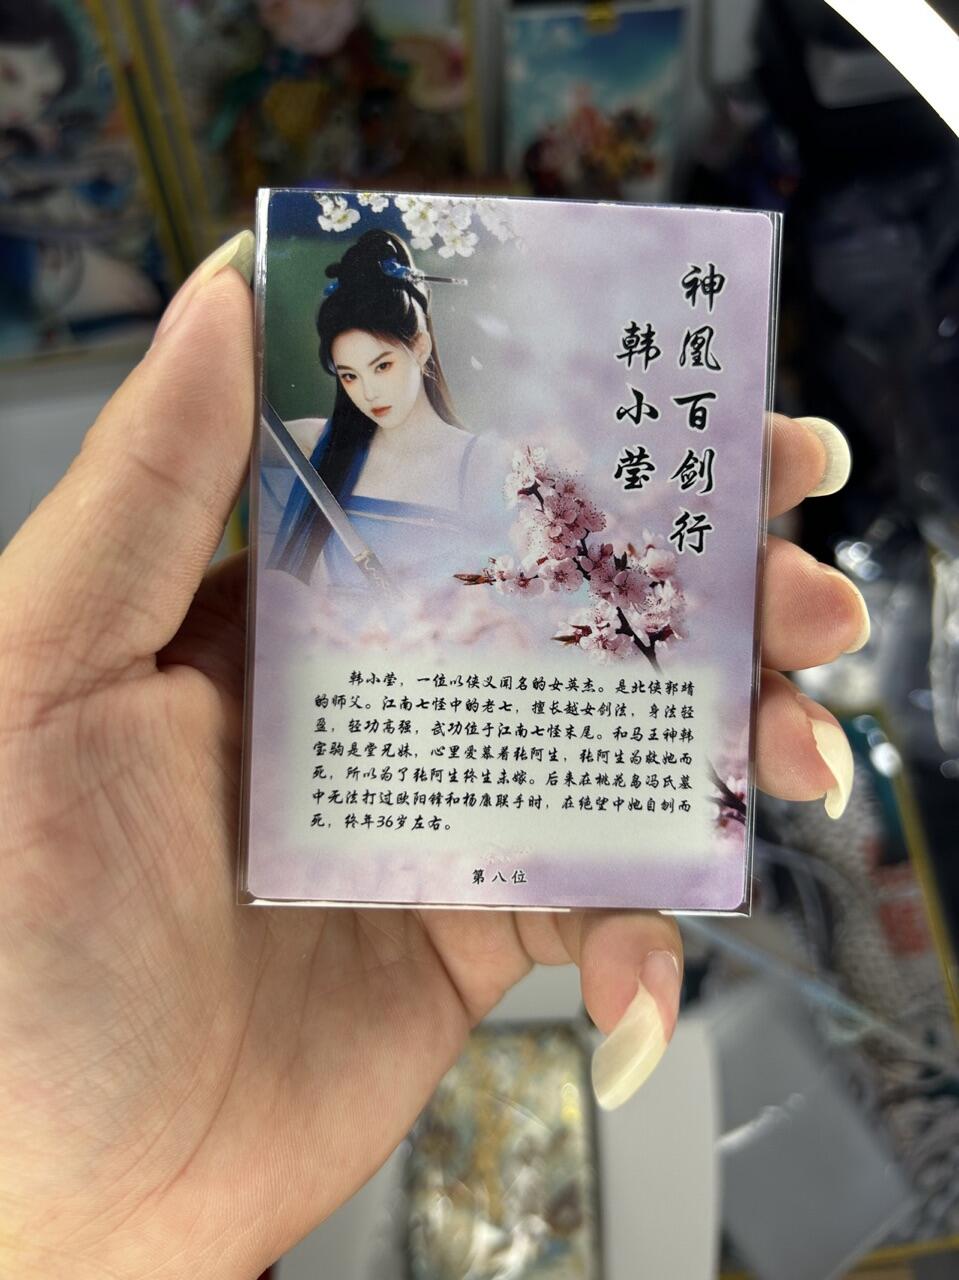 神凰百剑行
韩小莹
韩小莹，一位以侠义闻名的女英杰。是北侠郭靖
的师父。江南七怪中的老七，擅长越女剑法，身法轻
盈，轻功高强，武功位于江南七怪末尾。和马王神韩
宝驹是堂兄妹，心里爱慕着张阿生，张阿生为救她而
死，所以为了张阿生终生未嫁。后来在桃花岛冯氏墓
中无法打过欧阳锋和杨康联手时，在绝望中她自刎而
死，终年36岁左右。
第八位